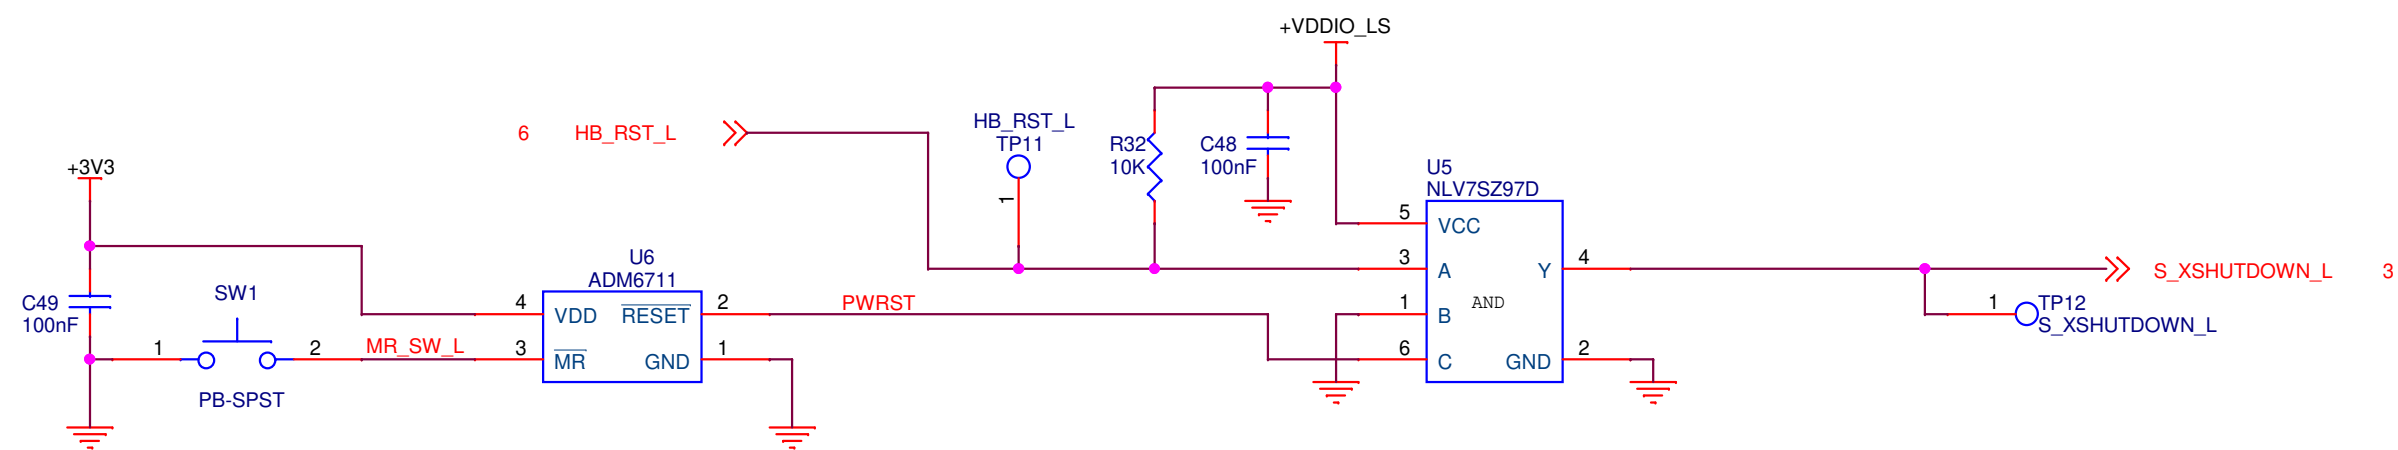 +VDDIO_LS
6 HB_RST_L
HB_RST_L
TP11
1
R32
10K
C48
100nF
+3V3
U5
NLV7SZ97D
5 VCC
3 A
Y 4
S_XSHUTDOWN_L 3
U6
ADM6711
C49
100nF
SW1
1
2
PB-SPST
MR_SW_L
4 VDD
RESET 2
PWRST
3 MR
GND 1
1 B
AND
6 C
GND 2
1 TP12
S_XSHUTDOWN_L